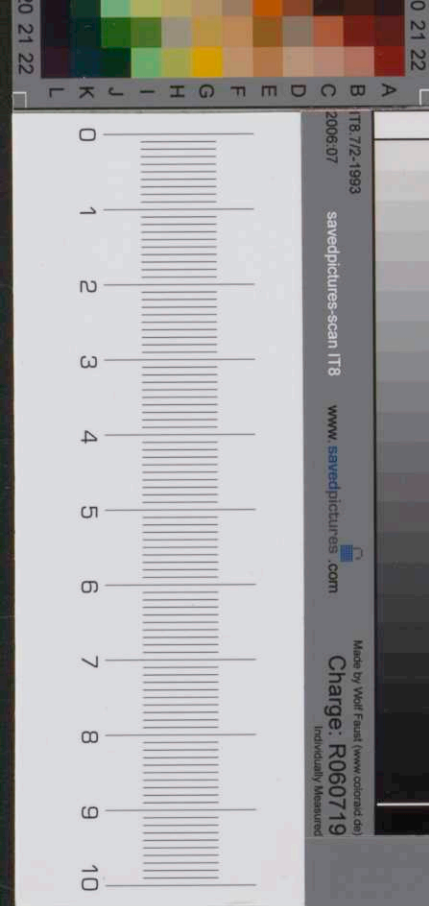 20 21 22
L K J I H G F E D C B A
20 21 22
IT8.7/2-1993
2006:07
savedpictures-scan IT8
www.savedpictures.com
Made by Wolf Faust (www.coloraid.de)
Charge: R060719
Individually Measured
0 1 2 3 4 5 6 7 8 9 10